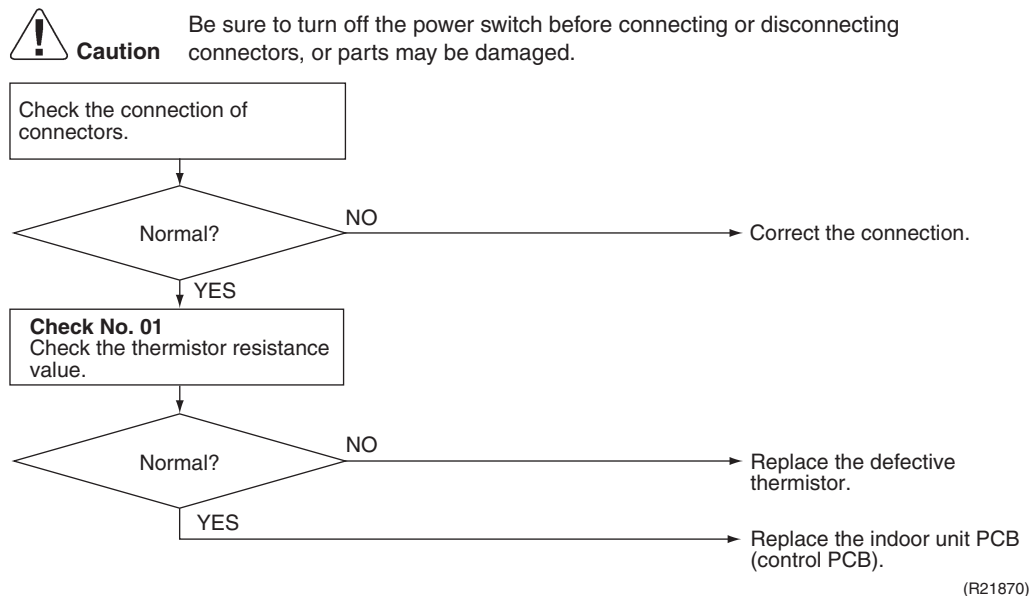 Be sure to turn off the power switch before connecting or disconnecting
Caution connectors, or parts may be damaged.
Check the connection of
connectors.
Normal?
NO
Correct the connection.
YES
Check No. 01
Check the thermistor resistance
value.
Normal?
NO
Replace the defective
thermistor.
YES
Replace the indoor unit PCB
(control PCB).
(R21870)